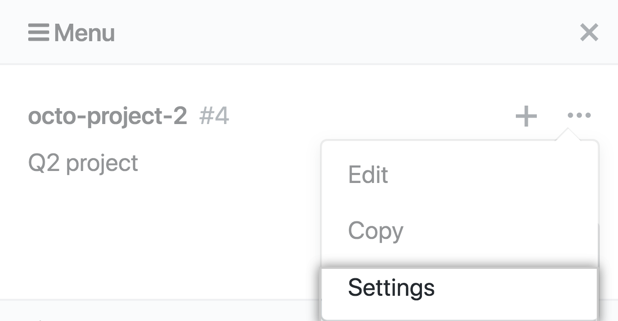 Menu
octo-project-2 #4
Q2 project
Edit
Copy
Settings